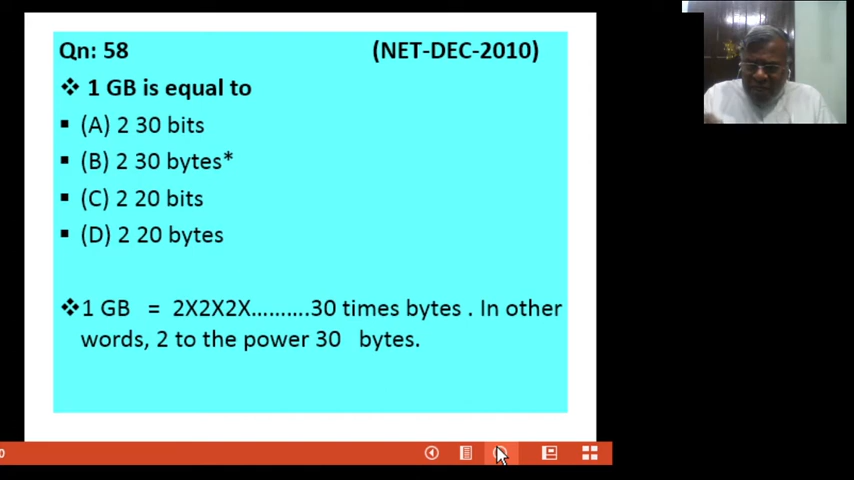 Qn: 58 (NET-DEC-2010)
❖ 1 GB is equal to
▪ (A) 2 30 bits
▪ (B) 2 30 bytes*
▪ (C) 2 20 bits
▪ (D) 2 20 bytes
❖1 GB = 2X2X2X……….30 times bytes . In other
words, 2 to the power 30 bytes.
0